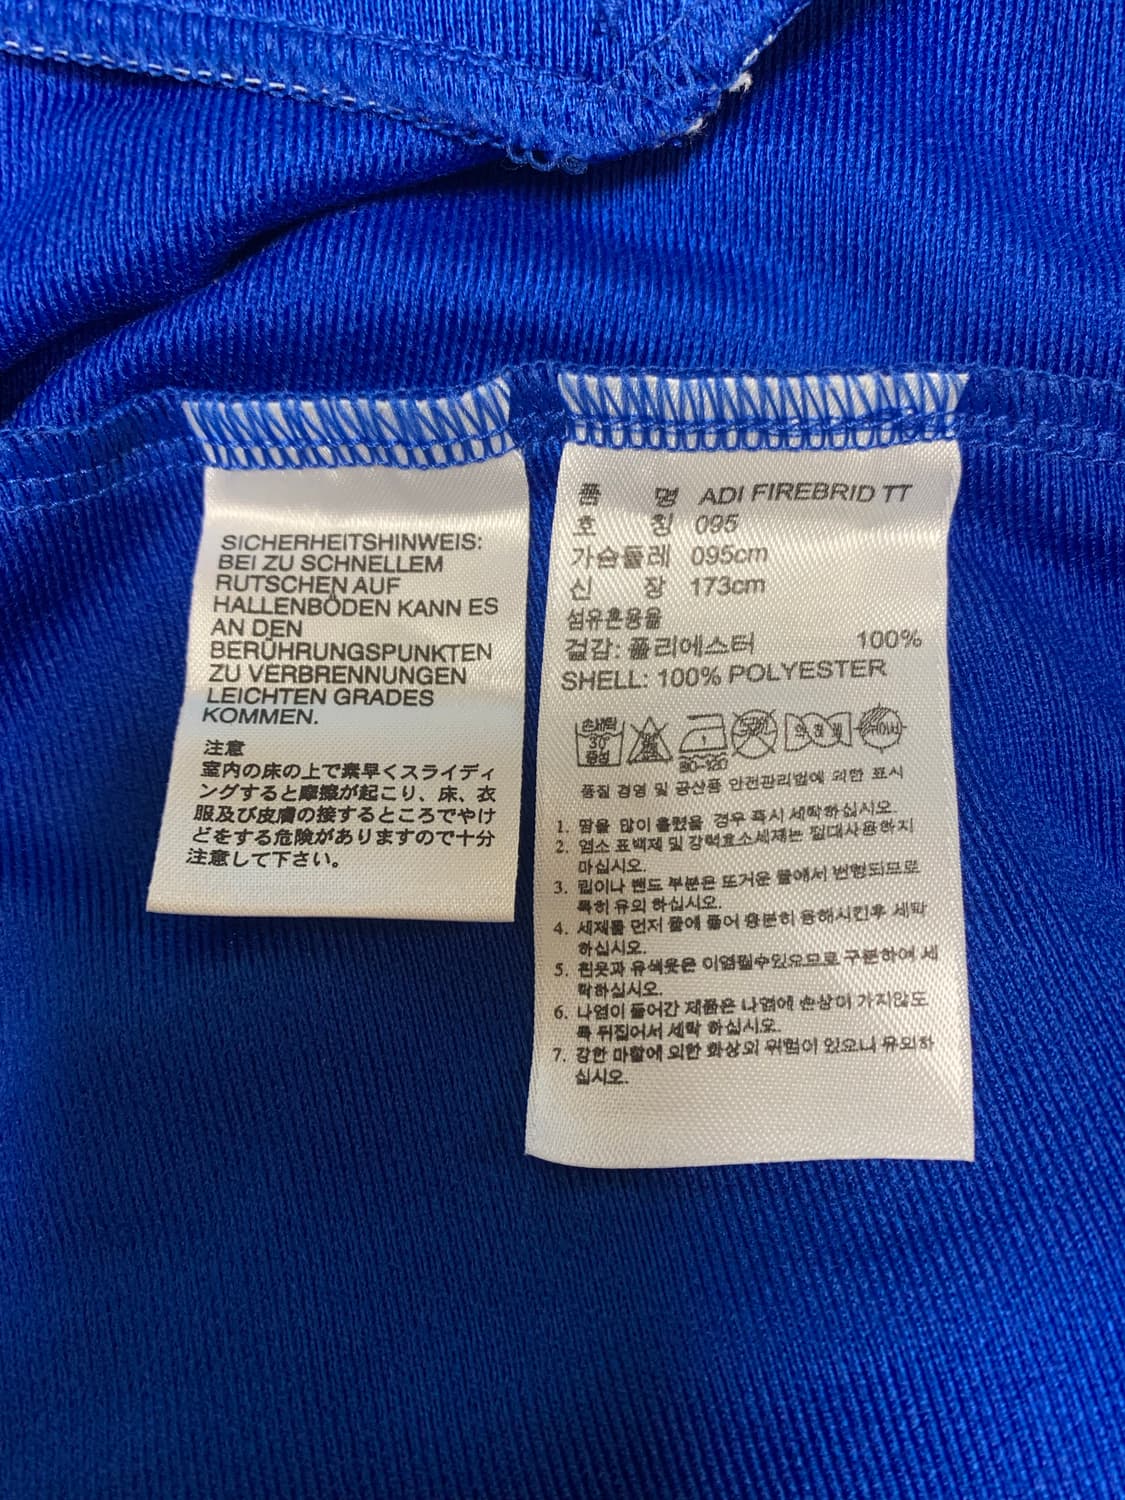 SICHERHEITSHINWEIS:
BEI ZU SCHNELLEM
RUTSCHEN AUF
HALLENBÖDEN KANN ES
AN DEN
BERÜHRUNGSPUNKTEN
ZU VERBRENNUNGEN
LEICHTEN GRADES
KOMMEN.
注意
室内の床の上で素早くスライディ
ングすると摩擦が起こり、床、衣
服及び皮膚の接するところでやけ
どをする危険がありますので十分
注意して下さい。
품 명 ADI FIREBRID TT
호 칭 095
가슴둘레 095cm
신 장 173cm
섬유혼용율
겉감: 폴리에스터 100%
SHELL: 100% POLYESTER
손세탁
30°
중성
80~120
품질 경영 및 공산품 안전관리법에 의한 표시
1. 땀을 많이 흘렸을 경우 즉시 세탁하십시오.
2. 염소 표백제 및 강력효소세제는 절대사용하지
마십시오.
3. 립이나 밴드 부분은 뜨거운 물에서 변형되므로
특히 유의 하십시오.
4. 세제를 먼저 물에 풀어 충분히 용해시킨후 세탁
하십시오.
5. 흰옷과 유색옷은 이염될수있으므로 구분하여 세
탁하십시오.
6. 나염이 들어간 제품은 나염에 손상이 가지않도
록 뒤집어서 세탁 하십시오.
7. 강한 마찰에 의한 화상의 위험이 있으니 유의하
십시오.